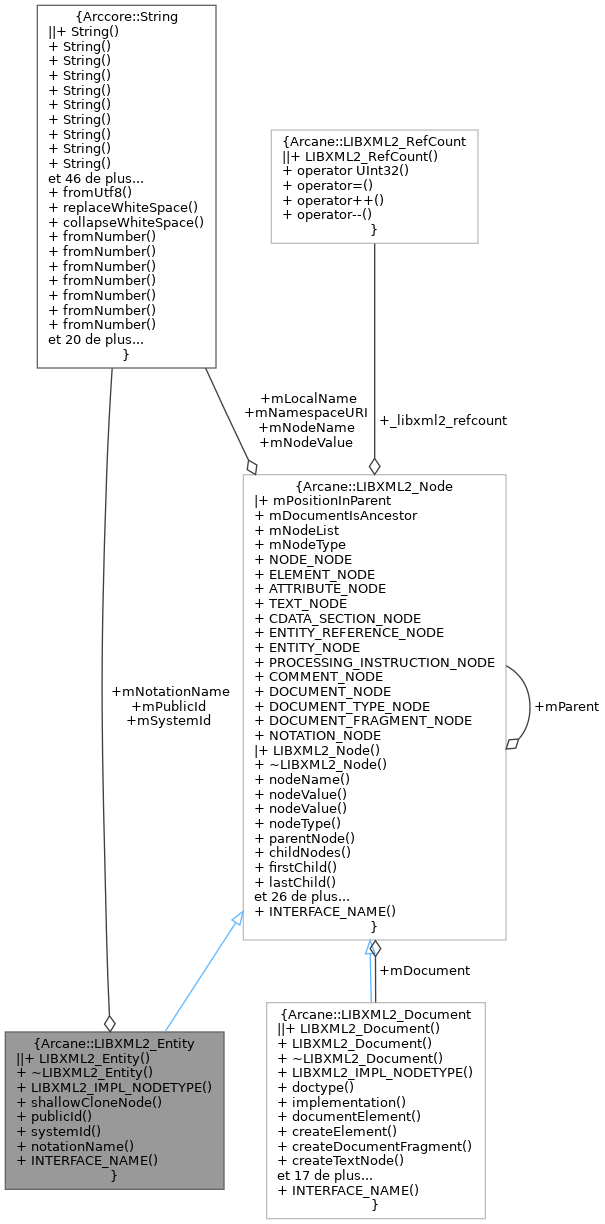 {Arccore::String
||+ String()
+ String()
+ String()
+ String()
+ String()
+ String()
+ String()
+ String()
+ String()
+ String()
et 46 de plus...
+ fromUtf8()
+ replaceWhiteSpace()
+ collapseWhiteSpace()
+ fromNumber()
+ fromNumber()
+ fromNumber()
+ fromNumber()
+ fromNumber()
+ fromNumber()
+ fromNumber()
et 20 de plus...
}
{Arcane::LIBXML2_RefCount
||+ LIBXML2_RefCount()
+ operator UInt32()
+ operator=()
+ operator++()
+ operator--()
}
+mLocalName
+mNamespaceURI
+mNodeName
+mNodeValue
+_libxml2_refcount
{Arcane::LIBXML2_Node
|+ mPositionInParent
+ mDocumentIsAncestor
+ mNodeList
+ mNodeType
+ NODE_NODE
+ ELEMENT_NODE
+ ATTRIBUTE_NODE
+ TEXT_NODE
+ CDATA_SECTION_NODE
+ ENTITY_REFERENCE_NODE
+ ENTITY_NODE
+ PROCESSING_INSTRUCTION_NODE
+ COMMENT_NODE
+ DOCUMENT_NODE
+ DOCUMENT_TYPE_NODE
+ DOCUMENT_FRAGMENT_NODE
+ NOTATION_NODE
|+ LIBXML2_Node()
+ ~LIBXML2_Node()
+ nodeName()
+ nodeValue()
+ nodeValue()
+ nodeType()
+ parentNode()
+ childNodes()
+ firstChild()
+ lastChild()
et 26 de plus...
+ INTERFACE_NAME()
}
+mParent
+mNotationName
+mPublicId
+mSystemId
+mDocument
{Arcane::LIBXML2_Entity
||+ LIBXML2_Entity()
+ ~LIBXML2_Entity()
+ LIBXML2_IMPL_NODETYPE()
+ shallowCloneNode()
+ publicId()
+ systemId()
+ notationName()
+ INTERFACE_NAME()
}
{Arcane::LIBXML2_Document
||+ LIBXML2_Document()
+ LIBXML2_Document()
+ ~LIBXML2_Document()
+ LIBXML2_IMPL_NODETYPE()
+ doctype()
+ implementation()
+ documentElement()
+ createElement()
+ createDocumentFragment()
+ createTextNode()
et 17 de plus...
+ INTERFACE_NAME()
}